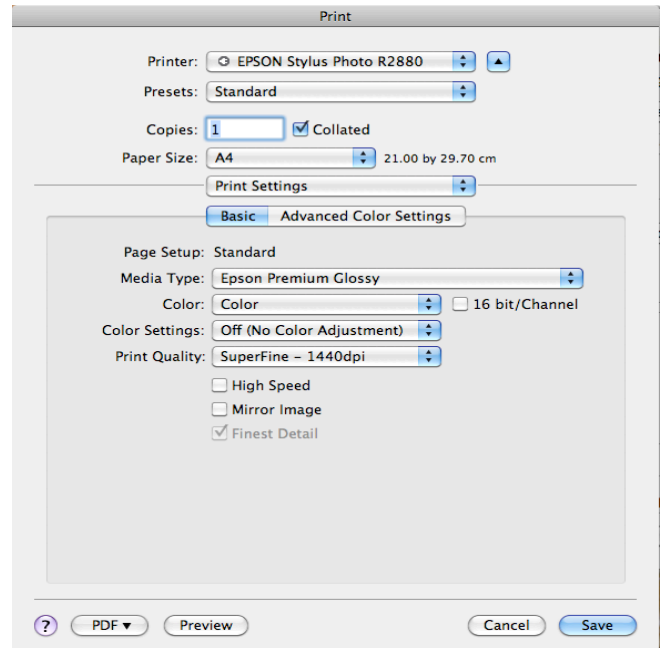 Print
Printer: EPSON Stylus Photo R2880
Presets: Standard
Copies: 1 Collated
Paper Size: A4 21.00 by 29.70 cm
Print Settings
Basic Advanced Color Settings
Page Setup: Standard
Media Type: Epson Premium Glossy
Color: Color 16 bit/Channel
Color Settings: Off (No Color Adjustment)
Print Quality: SuperFine – 1440dpi
High Speed
Mirror Image
Finest Detail
? PDF▾ Preview Cancel Save